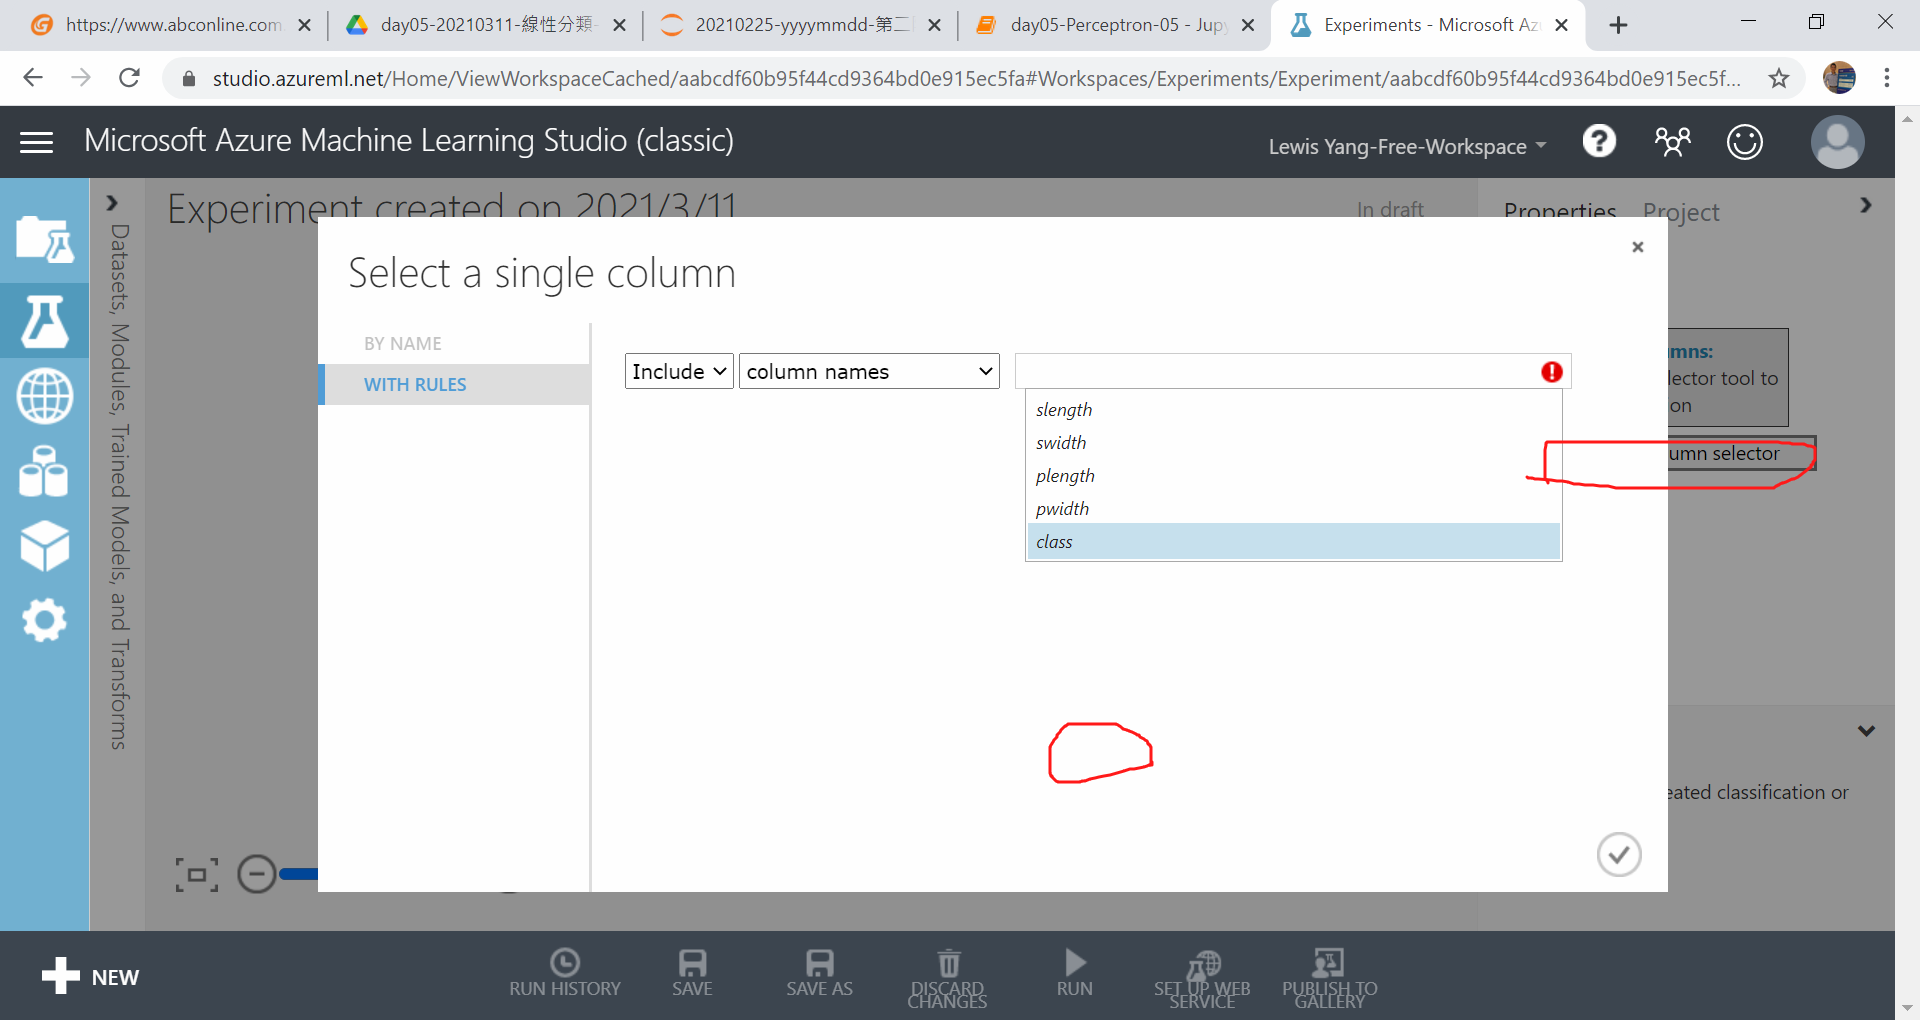 https://www.abconline.com
day05-20210311-線性分類-
20210225-yyyymmdd-第二
day05-Perceptron-05 - Jupy
Experiments - Microsoft Az
studio.azureml.net/Home/ViewWorkspaceCached/aabcdf60b95f44cd9364bd0e915ec5fa#Workspaces/Experiments/Experiment/aabcdf60b95f44cd9364bd0e915ec5f...
Microsoft Azure Machine Learning Studio (classic)
Lewis Yang-Free-Workspace
Experiment created on 2021/3/11
In draft
Properties
Project
Datasets, Modules, Trained Models, and Transforms
Select a single column
BY NAME
WITH RULES
Include
column names
slength
swidth
plength
pwidth
class
mns:
lector tool to
on
umn selector
eated classification or
NEW
RUN HISTORY
SAVE
SAVE AS
DISCARD
CHANGES
RUN
SET UP WEB
SERVICE
PUBLISH TO
GALLERY